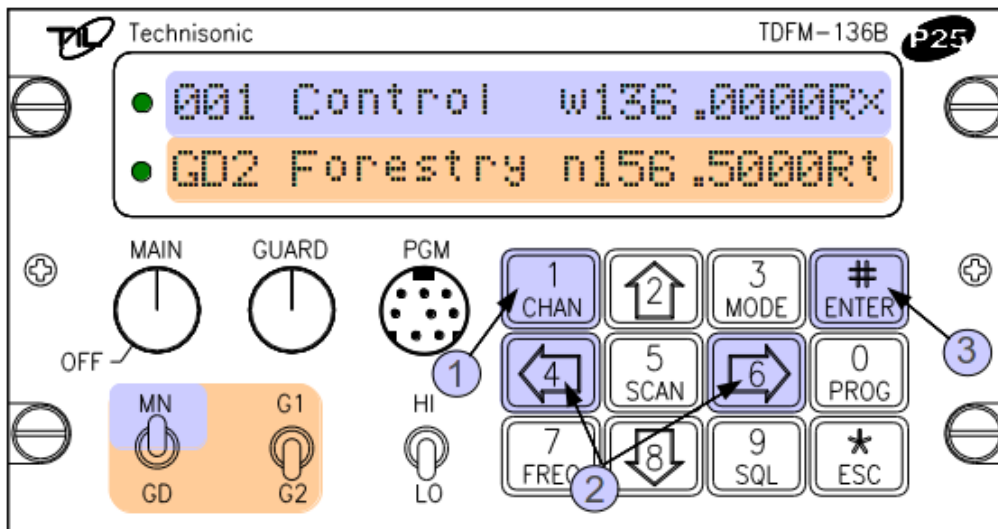 TiL Technisonic TDFM-136B P25
001 Control w136.0000Rx
GD2 Forestry n156.5000Rt
MAIN GUARD PGM
OFF
1 CHAN
2
3 MODE
# ENTER
4
5 SCAN
6
0 PROG
7 FREQ
8
9 SQL
* ESC
1
2
3
MN G1 HI
GD G2 LO